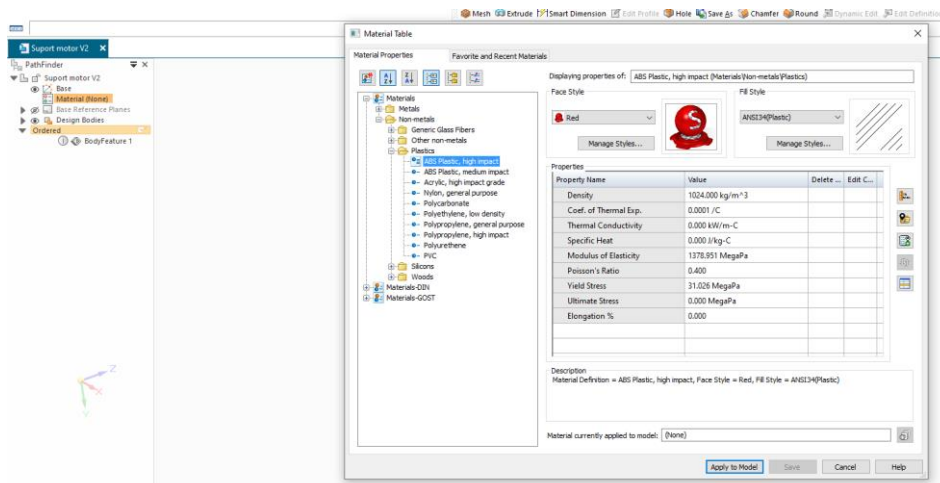 Mesh Extrude Smart Dimension Edit Profile Hole Save As Chamfer Round Dynamic Edit Edit Definition
Suport motor V2 X
PathFinder
Suport motor V2
Base
Material (None)
Base Reference Planes
Design Bodies
Ordered
BodyFeature 1
Z
X
Y
Material Table
Material Properties Favorite and Recent Materials
Materials
Metals
Non-metals
Generic Glass Fibers
Other non-metals
Plastics
ABS Plastic, high impact
ABS Plastic, medium impact
Acrylic, high impact grade
Nylon, general purpose
Polycarbonate
Polyethylene, low density
Polypropylene, general purpose
Polypropylene, high impact
Polyurethene
PVC
Silicons
Woods
Materials-DIN
Materials-GOST
Displaying properties of: ABS Plastic, high impact (Materials\Non-metals\Plastics)
Face Style Fill Style
Red ANSI34(Plastic)
S
Manage Styles... Manage Styles...
Properties
Property Name Value Delete ... Edit C...
Density 1024.000 kg/m^3
Coef. of Thermal Exp. 0.0001 /C
Thermal Conductivity 0.000 kW/m-C
Specific Heat 0.000 J/kg-C
Modulus of Elasticity 1378.951 MegaPa
Poisson's Ratio 0.400
Yield Stress 31.026 MegaPa
Ultimate Stress 0.000 MegaPa
Elongation % 0.000
Description
Material Definition = ABS Plastic, high impact, Face Style = Red, Fill Style = ANSI34(Plastic)
Material currently applied to model: (None)
Apply to Model Save Cancel Help